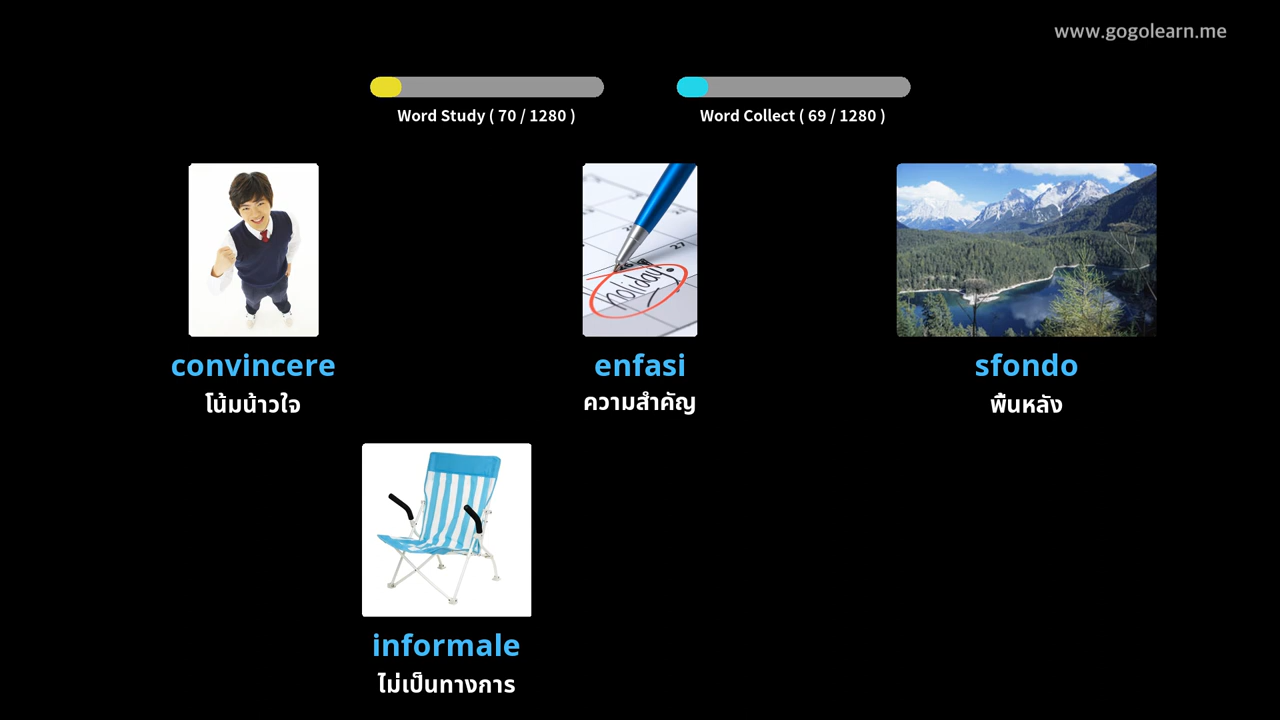 www.gogolearn.me
Word Study ( 70 / 1280 )
Word Collect ( 69 / 1280 )
27
holiday!
convincere
โน้มน้าวใจ
enfasi
ความสำคัญ
sfondo
พื้นหลัง
informale
ไม่เป็นทางการ